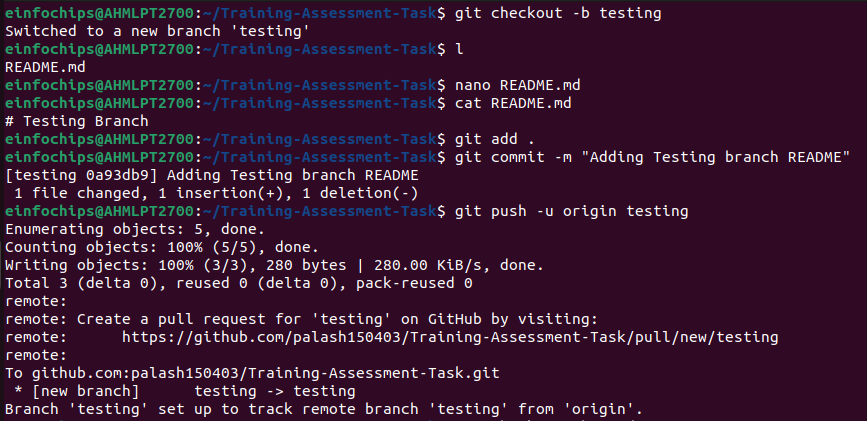 einfochips@AHMLPT2700:~/Training-Assessment-Task$ git checkout -b testing
Switched to a new branch 'testing'
einfochips@AHMLPT2700:~/Training-Assessment-Task$ l
README.md
einfochips@AHMLPT2700:~/Training-Assessment-Task$ nano README.md
einfochips@AHMLPT2700:~/Training-Assessment-Task$ cat README.md
# Testing Branch
einfochips@AHMLPT2700:~/Training-Assessment-Task$ git add .
einfochips@AHMLPT2700:~/Training-Assessment-Task$ git commit -m "Adding Testing branch README"
[testing 0a93db9] Adding Testing branch README
 1 file changed, 1 insertion(+), 1 deletion(-)
einfochips@AHMLPT2700:~/Training-Assessment-Task$ git push -u origin testing
Enumerating objects: 5, done.
Counting objects: 100% (5/5), done.
Writing objects: 100% (3/3), 280 bytes | 280.00 KiB/s, done.
Total 3 (delta 0), reused 0 (delta 0), pack-reused 0
remote:
remote: Create a pull request for 'testing' on GitHub by visiting:
remote:      https://github.com/palash150403/Training-Assessment-Task/pull/new/testing
remote:
To github.com:palash150403/Training-Assessment-Task.git
 * [new branch]      testing -> testing
Branch 'testing' set up to track remote branch 'testing' from 'origin'.